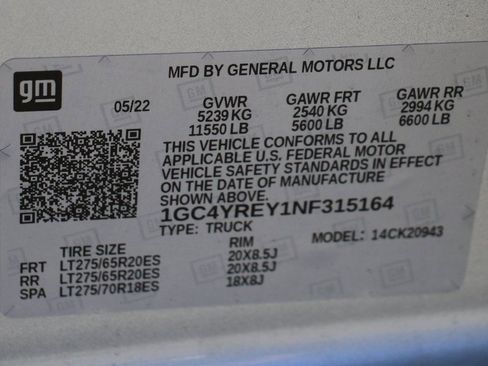 gm
MFD BY GENERAL MOTORS LLC
05/22 GVWR GAWR FRT GAWR RR
5239 KG 2540 KG 2994 KG
11550 LB 5600 LB 6600 LB
THIS VEHICLE CONFORMS TO ALL
APPLICABLE U.S. FEDERAL MOTOR
VEHICLE SAFETY STANDARDS IN EFFECT
ON THE DATE OF MANUFACTURE
SHOWN ABOVE.
1GC4YREY1NF315164
TYPE: TRUCK MODEL: 14CK20943
TIRE SIZE RIM
FRT LT275/65R20ES 20X8.5J
RR LT275/65R20ES 20X8.5J
SPA LT275/70R18ES 18X8J